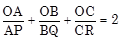 OA/AP + OB/BQ + OC/CR = 2